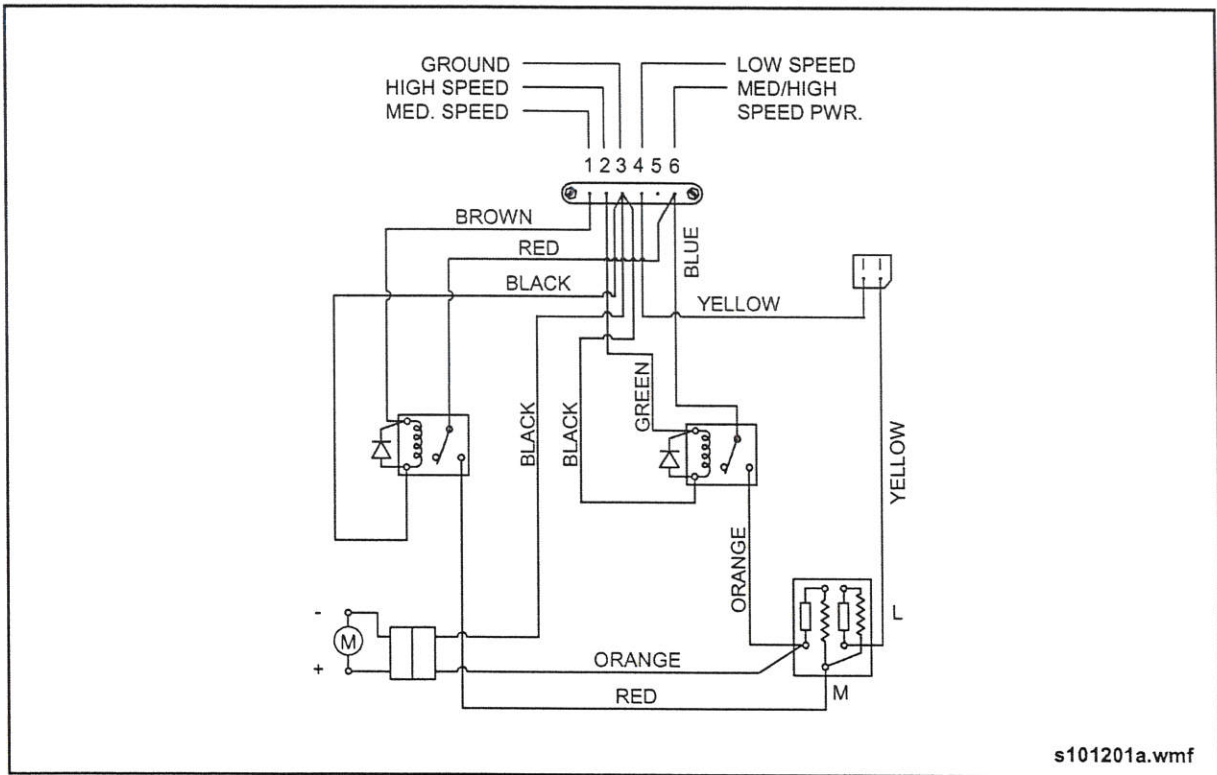 GROUND
HIGH SPEED
MED. SPEED
LOW SPEED
MED/HIGH
SPEED PWR.
1 2 3 4 5 6
BROWN
RED
BLUE
BLACK
YELLOW
BLACK
BLACK
GREEN
YELLOW
ORANGE
-
M
+
L
ORANGE
M
RED
s101201a.wmf